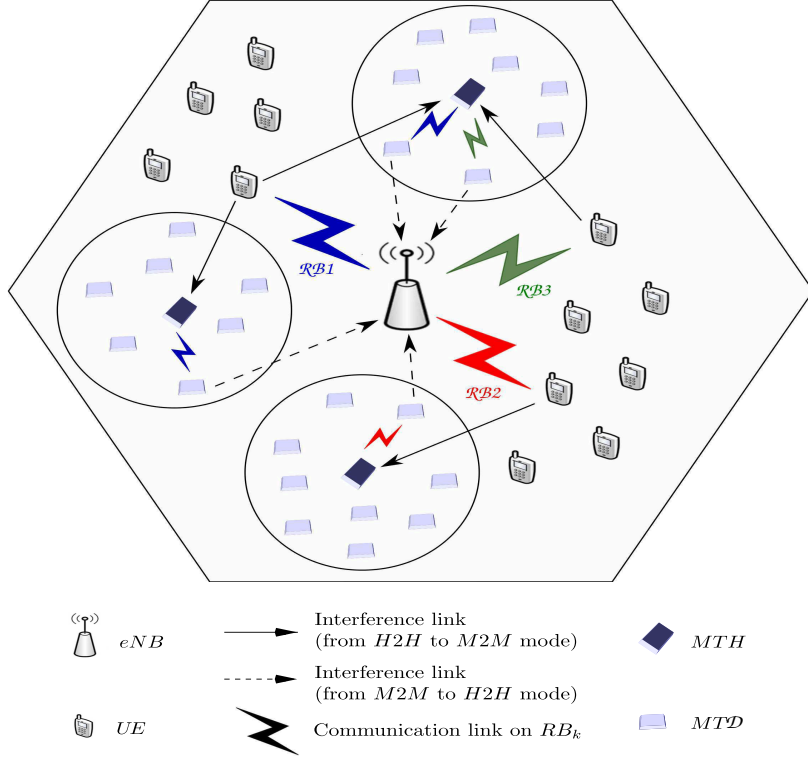 RB1
RB3
RB2
eNB
Interference link
(from H2H to M2M mode)
MTH
Interference link
(from M2M to H2H mode)
UE
Communication link on RBₖ
MTD